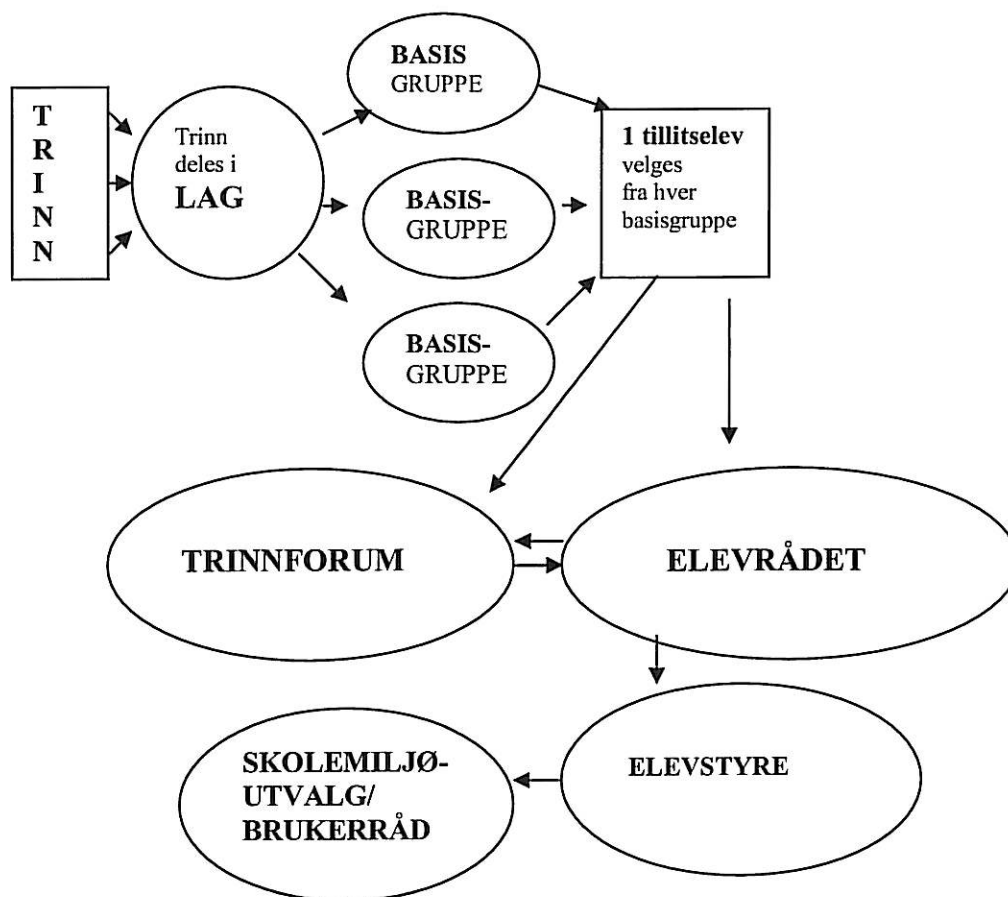 T
R
I
N
N
Trinn
deles i
LAG
BASIS
GRUPPE
BASIS-
GRUPPE
BASIS-
GRUPPE
1 tillitselev
velges
fra hver
basisgruppe
TRINNFORUM
ELEVRÅDET
SKOLEMILJØ-
UTVALG/
BRUKERRÅD
ELEVSTYRE